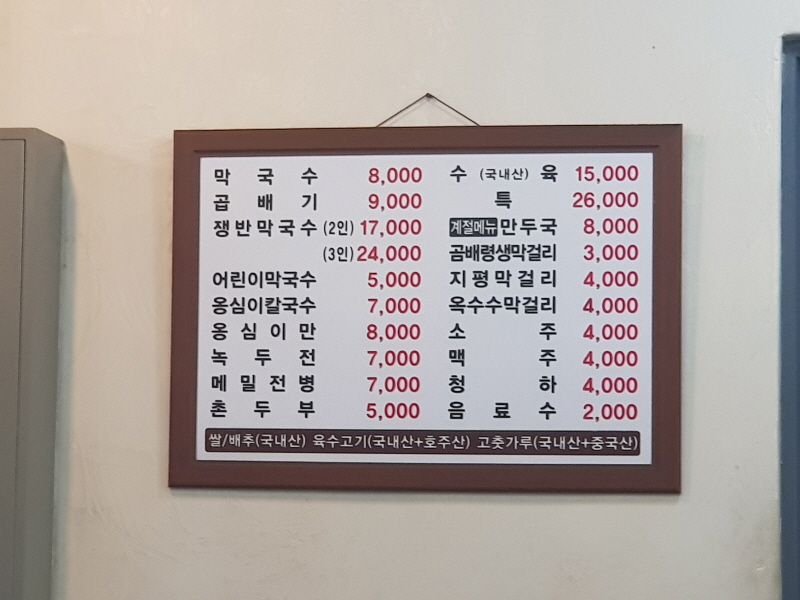 막국수 8,000
곱배기 9,000
쟁반막국수 (2인) 17,000
(3인) 24,000
어린이막국수 5,000
옹심이칼국수 7,000
옹심이만 8,000
녹두전 7,000
메밀전병 7,000
촌두부 5,000
수 (국내산) 육 15,000
특 26,000
계절메뉴 만두국 8,000
곰배령생막걸리 3,000
지평막걸리 4,000
옥수수막걸리 4,000
소주 4,000
맥주 4,000
청하 4,000
음료수 2,000
쌀/배추(국내산) 육수고기(국내산+호주산) 고춧가루(국내산+중국산)